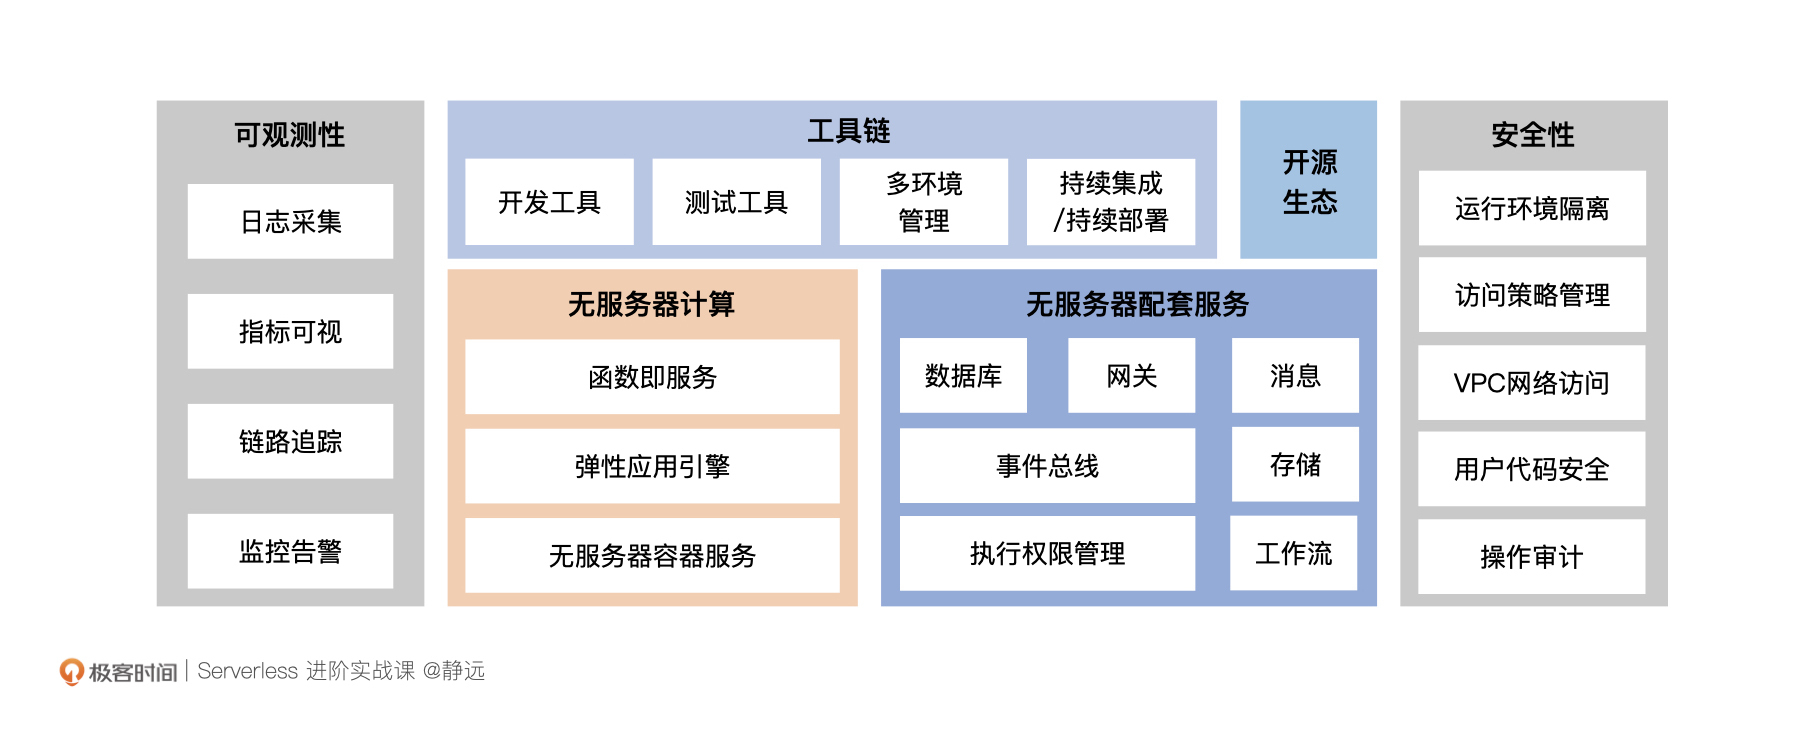 可观测性
日志采集
指标可视
链路追踪
监控告警
工具链
开发工具
测试工具
多环境
管理
持续集成
/持续部署
开源
生态
无服务器计算
函数即服务
弹性应用引擎
无服务器容器服务
无服务器配套服务
数据库
网关
消息
事件总线
存储
执行权限管理
工作流
安全性
运行环境隔离
访问策略管理
VPC网络访问
用户代码安全
操作审计
极客时间 | Serverless 进阶实战课 @静远